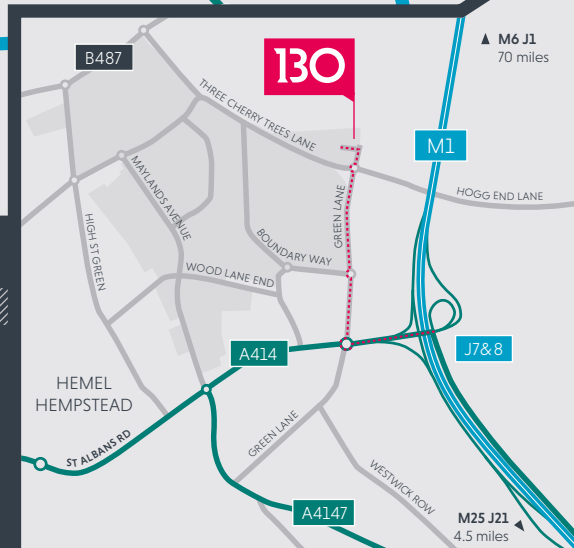 M6 J1
70 miles
B487
130
THREE CHERRY TREES LANE
M1
MAYLANDS AVENUE
HOGG END LANE
GREEN LANE
HIGH ST GREEN
BOUNDARY WAY
WOOD LANE END
A414
J7&8
HEMEL
HEMPSTEAD
ST ALBANS RD
GREEN LANE
WESTWICK ROW
A4147
M25 J21
4.5 miles